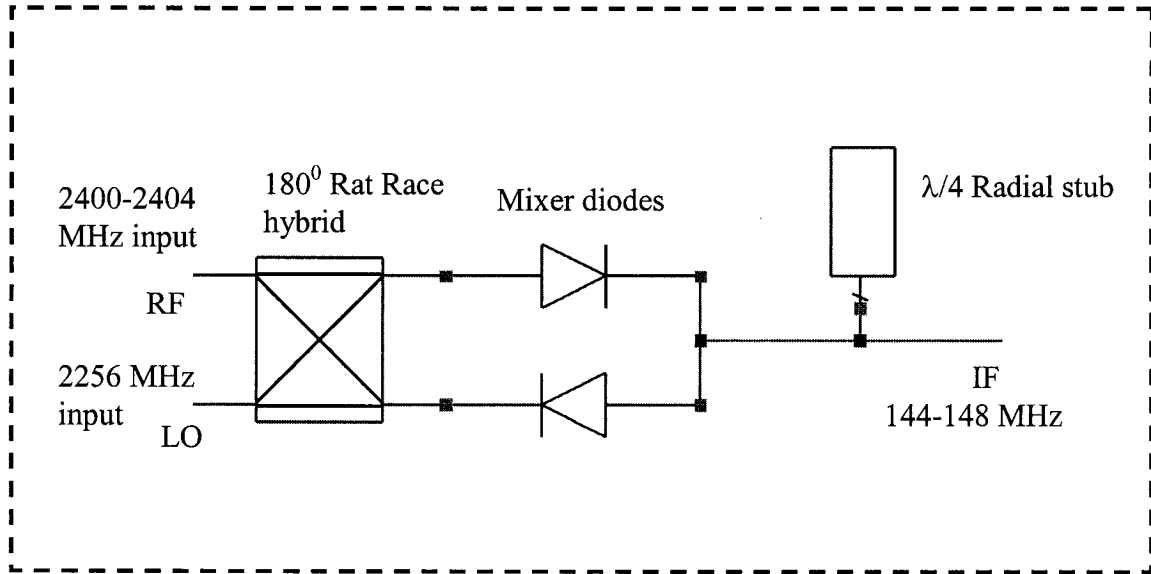 2400-2404
MHz input
RF
180⁰ Rat Race
hybrid
Mixer diodes
λ/4 Radial stub
2256 MHz
input
LO
IF
144-148 MHz